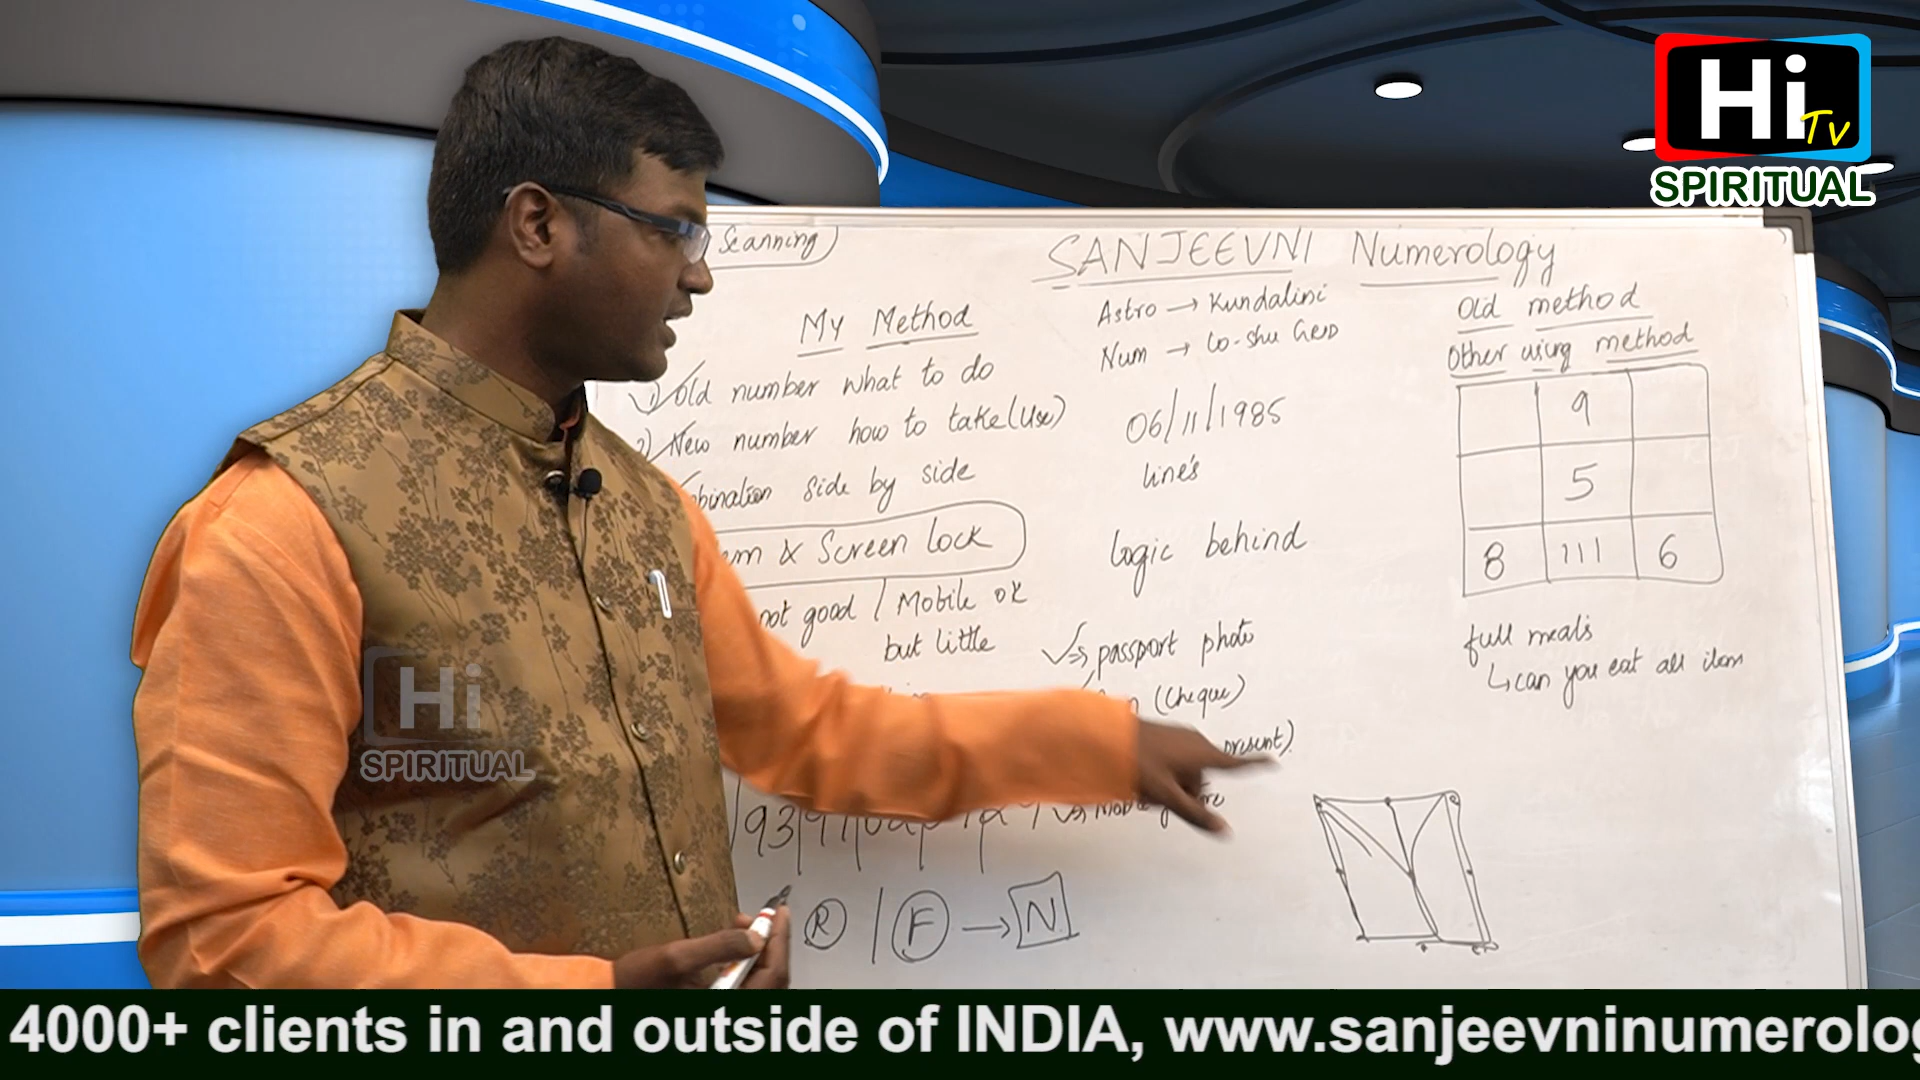 Hi
TV
SPIRITUAL
Scanning)
SANJEEVNI Numerology
My Method
1) Old number what to do
2) New number how to take (Use)
Side by side
& Screen lock
not good / Mobile ok
but little
Astro → Kundalini
Num → Lo-Shu
06/11/1985
line's
logic behind
passport photo
(Cheque)
present)
Old method
Other using method
9
5
8 111 6
full meals
↳ can you eat all item
R / F → N
Hi
SPIRITUAL
4000+ clients in and outside of INDIA, www.sanjeevninumerolog